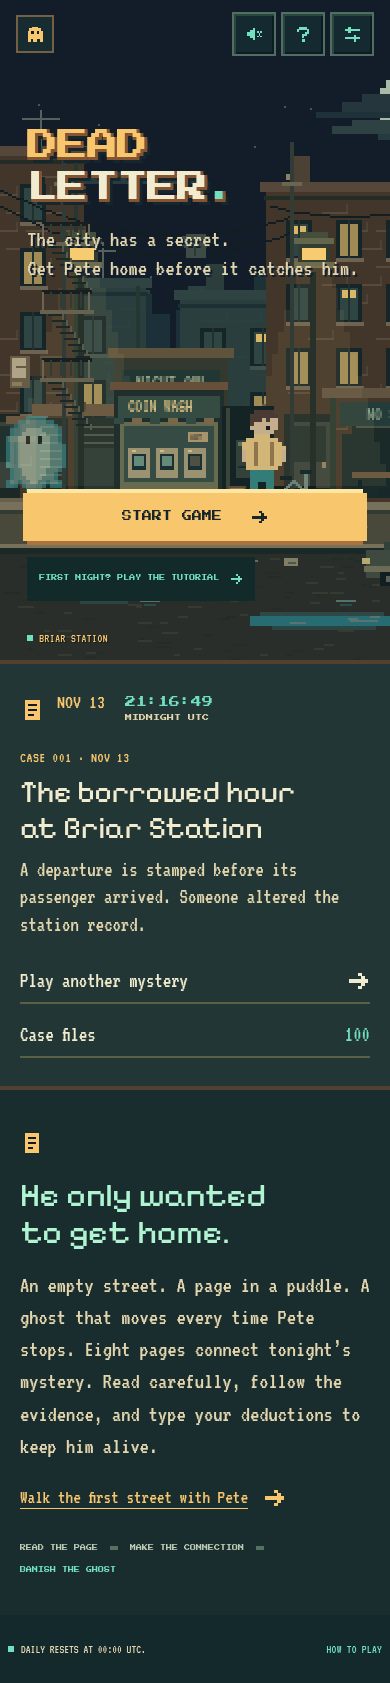 DEAD
LETTER.
The city has a secret.
Get Pete home before it catches him.
NIGHT OWL
COIN WASH
NO
START GAME
FIRST NIGHT? PLAY THE TUTORIAL
BRIAR STATION
NOV 13
21:16:49
MIDNIGHT UTC
CASE 001 · NOV 13
The borrowed hour
at Briar Station
A departure is stamped before its
passenger arrived. Someone altered the
station record.
Play another mystery
Case files 100
He only wanted
to get home.
An empty street. A page in a puddle. A
ghost that moves every time Pete
stops. Eight pages connect tonight's
mystery. Read carefully, follow the
evidence, and type your deductions to
keep him alive.
Walk the first street with Pete
READ THE PAGE MAKE THE CONNECTION
BANISH THE GHOST
DAILY RESETS AT 00:00 UTC. HOW TO PLAY